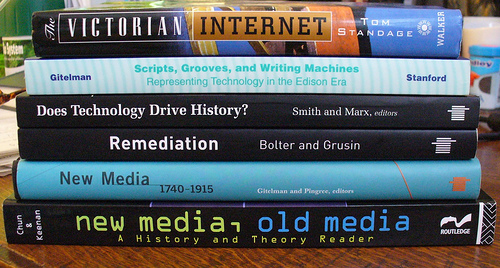 The VICTORIAN INTERNET TOM STANDAGE WALKER
Gitelman Scripts, Grooves, and Writing Machines Stanford
Representing Technology in the Edison Era
Does Technology Drive History? Smith and Marx, editors
Remediation Bolter and Grusin
New Media 1740-1915 Gitelman and Pingree, editors
Chun & Keenan new media, old media ROUTLEDGE
A History and Theory Reader